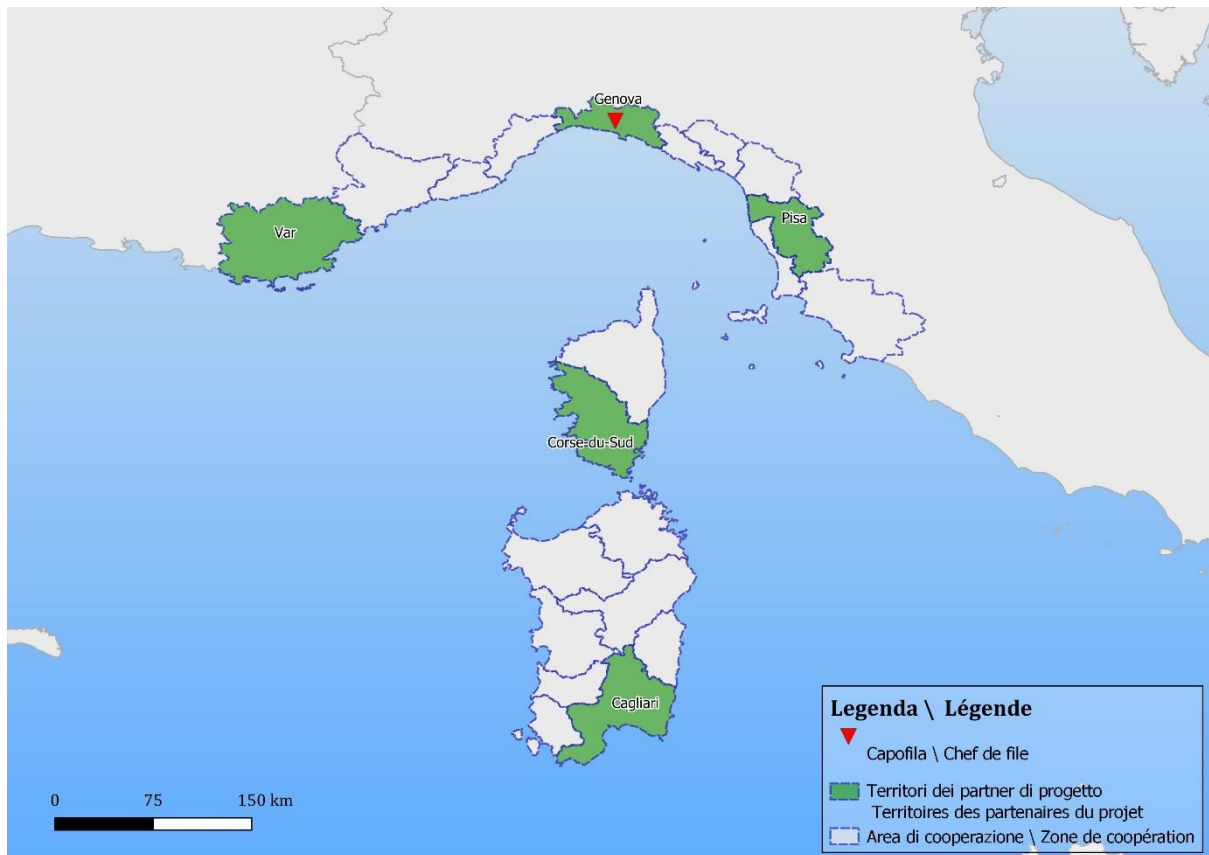 Genova
Var
Pisa
Corse-du-Sud
Cagliari
Legenda \ Légende
Capofila \ Chef de file
Territori dei partner di progetto
Territoires des partenaires du projet
Area di cooperazione \ Zone de coopération
0 75 150 km